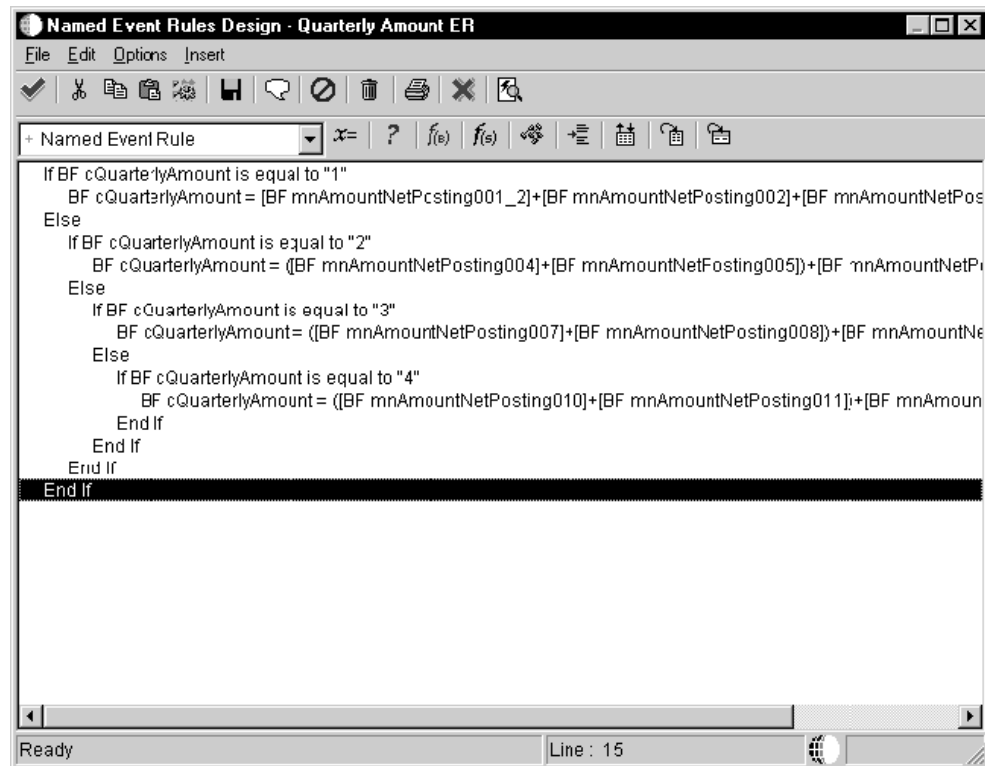 Named Event Rules Design - Quarterly Amount ER
File Edit Options Insert
+ Named Event Rule x= ? f(B) f(s)
If BF cQuarterlyAmount is equal to "1"
BF cQuarterlyAmount = [BF mnAmountNetPosting001_2]+[BF mnAmountNetPosting002]+[BF mnAmountNetPos
Else
If BF cQuarterlyAmount is equal to "2"
BF cQuarterlyAmount = ([BF mnAmountNetPosting004]+[BF mnAmountNetPosting005])+[BF mnAmountNetP
Else
If BF cQuarterlyAmount is equal to "3"
BF cQuarterlyAmount = ([BF mnAmountNetPosting007]+[BF mnAmountNetPosting008])+[BF mnAmountNe
Else
If BF cQuarterlyAmount is equal to "4"
BF cQuarterlyAmount = ([BF mnAmountNetPosting010]+[BF mnAmountNetPosting011])+[BF mnAmoun
End If
End If
End If
End If
Ready Line : 15